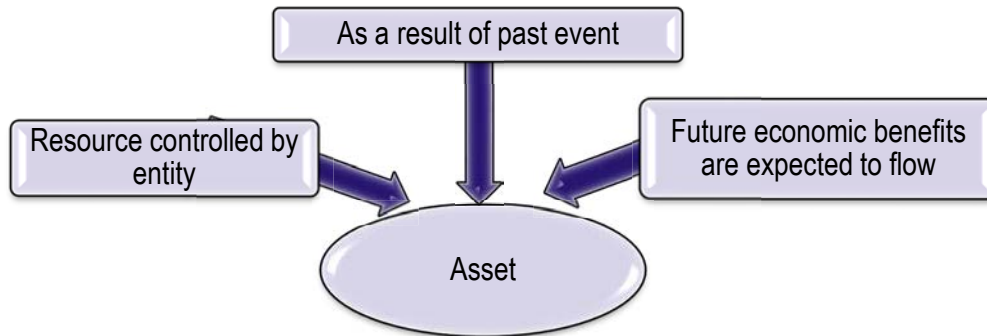 As a result of past event
Resource controlled by
entity
Future economic benefits
are expected to flow
Asset